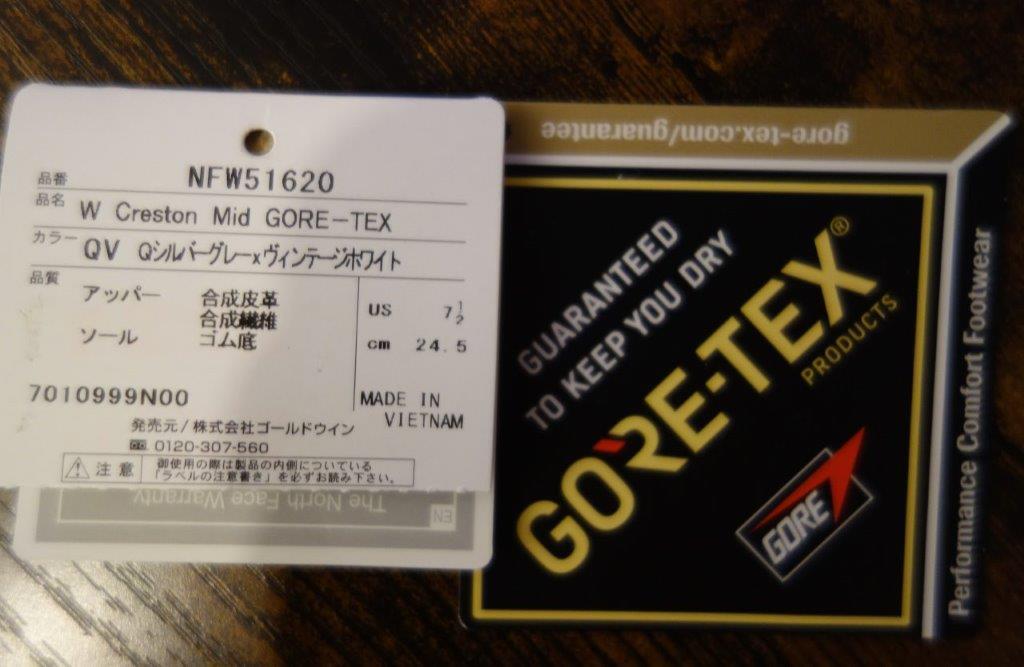 品番 NFW51620
品名 W Creston Mid GORE-TEX
カラー QV Qシルバーグレー×ヴィンテージホワイト
品質
アッパー 合成皮革
合成繊維
ソール ゴム底
US 7 1/2
cm 24.5
7010999N00
MADE IN
VIETNAM
発売元/株式会社ゴールドウイン
0120-307-560
注意
御使用の際は製品の内側についている
「ラベルの注意書き」を必ずお読み下さい。
EN
The North Face Warranty
gore-tex.com/guarantee
GUARANTEED
TO KEEP YOU DRY
GORE-TEX®
PRODUCTS
GORE
Performance Comfort Footwear